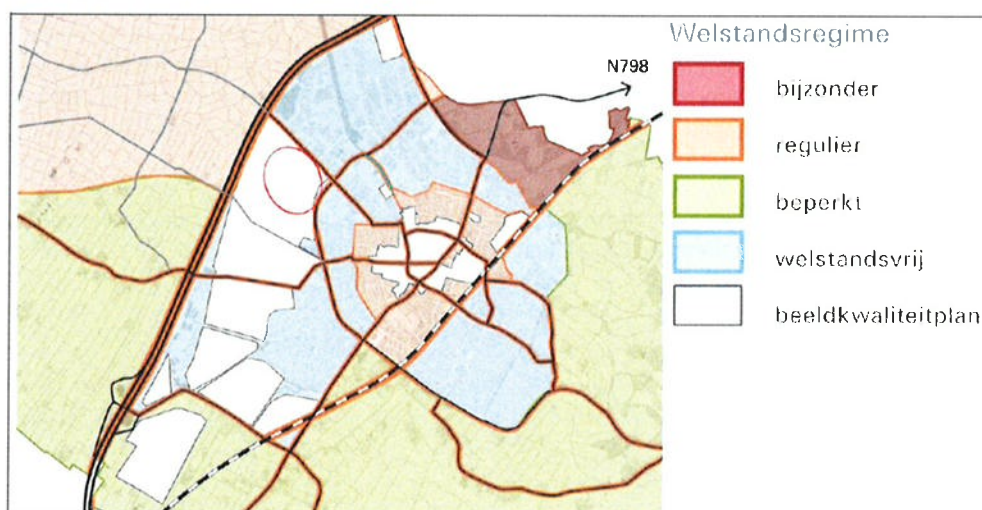 Welstandsregime
N798
bijzonder
regulier
beperkt
welstandsvrij
beeldkwaliteitplan